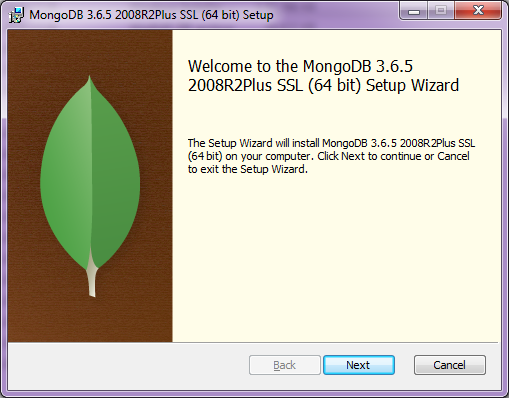 MongoDB 3.6.5 2008R2Plus SSL (64 bit) Setup
Welcome to the MongoDB 3.6.5
2008R2Plus SSL (64 bit) Setup Wizard
The Setup Wizard will install MongoDB 3.6.5 2008R2Plus SSL
(64 bit) on your computer. Click Next to continue or Cancel
to exit the Setup Wizard.
Back Next Cancel